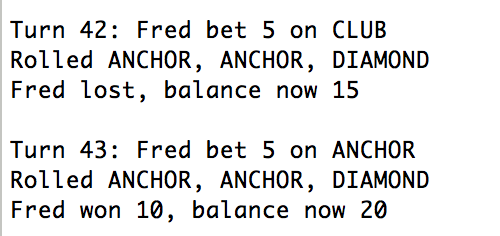 Turn 42: Fred bet 5 on CLUB
Rolled ANCHOR, ANCHOR, DIAMOND
Fred lost, balance now 15
Turn 43: Fred bet 5 on ANCHOR
Rolled ANCHOR, ANCHOR, DIAMOND
Fred won 10, balance now 20